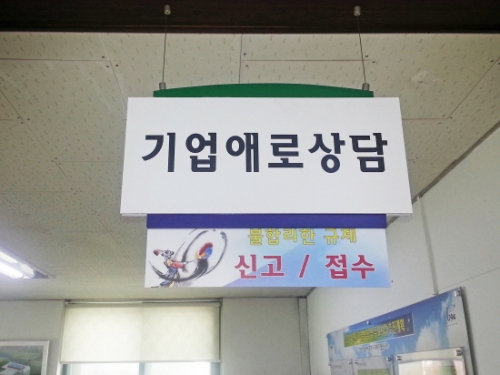 기업애로상담
불합리한 규제
신고 / 접수